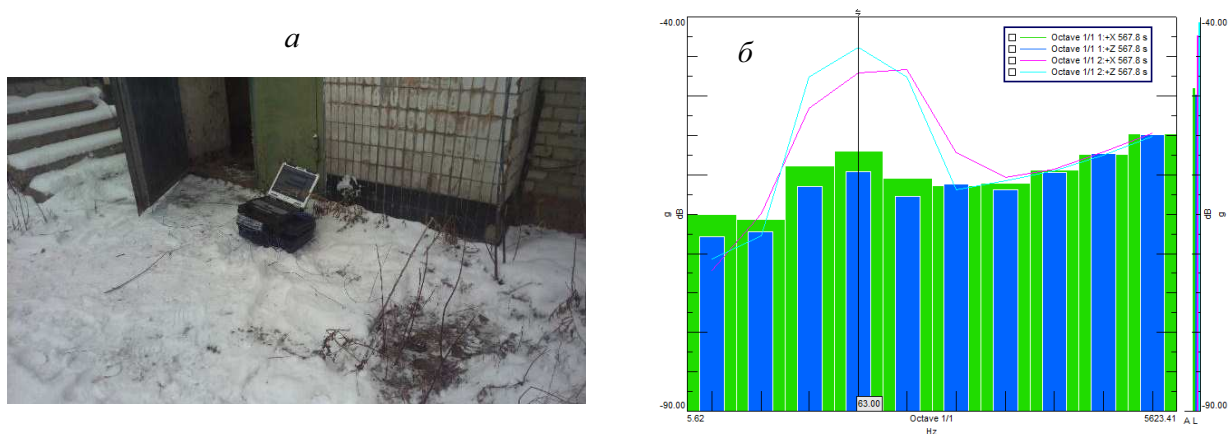 а
б
-40.00
-40.00
Octave 1/1 1:+X 567.8 s
Octave 1/1 1:+Z 567.8 s
Octave 1/1 2:+X 567.8 s
Octave 1/1 2:+Z 567.8 s
g
dB
dB
g
63.00
-90.00
-90.00
5.62
Octave 1/1
5623.41
A L
Hz